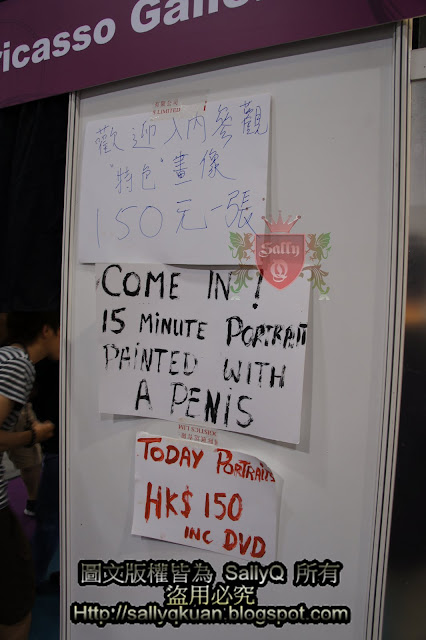 ricasso Galle
歡迎入內參觀
"特色"畫像
150元一張
Sally
Q
COME IN !
15 MINUTE PORTRAIT
PAINTED WITH
A PENIS
TODAY PORTRAITS
HK$ 150
INC DVD
圖文版權皆為 SallyQ 所有
盜用必究
Http://sallyqkuan.blogspot.com